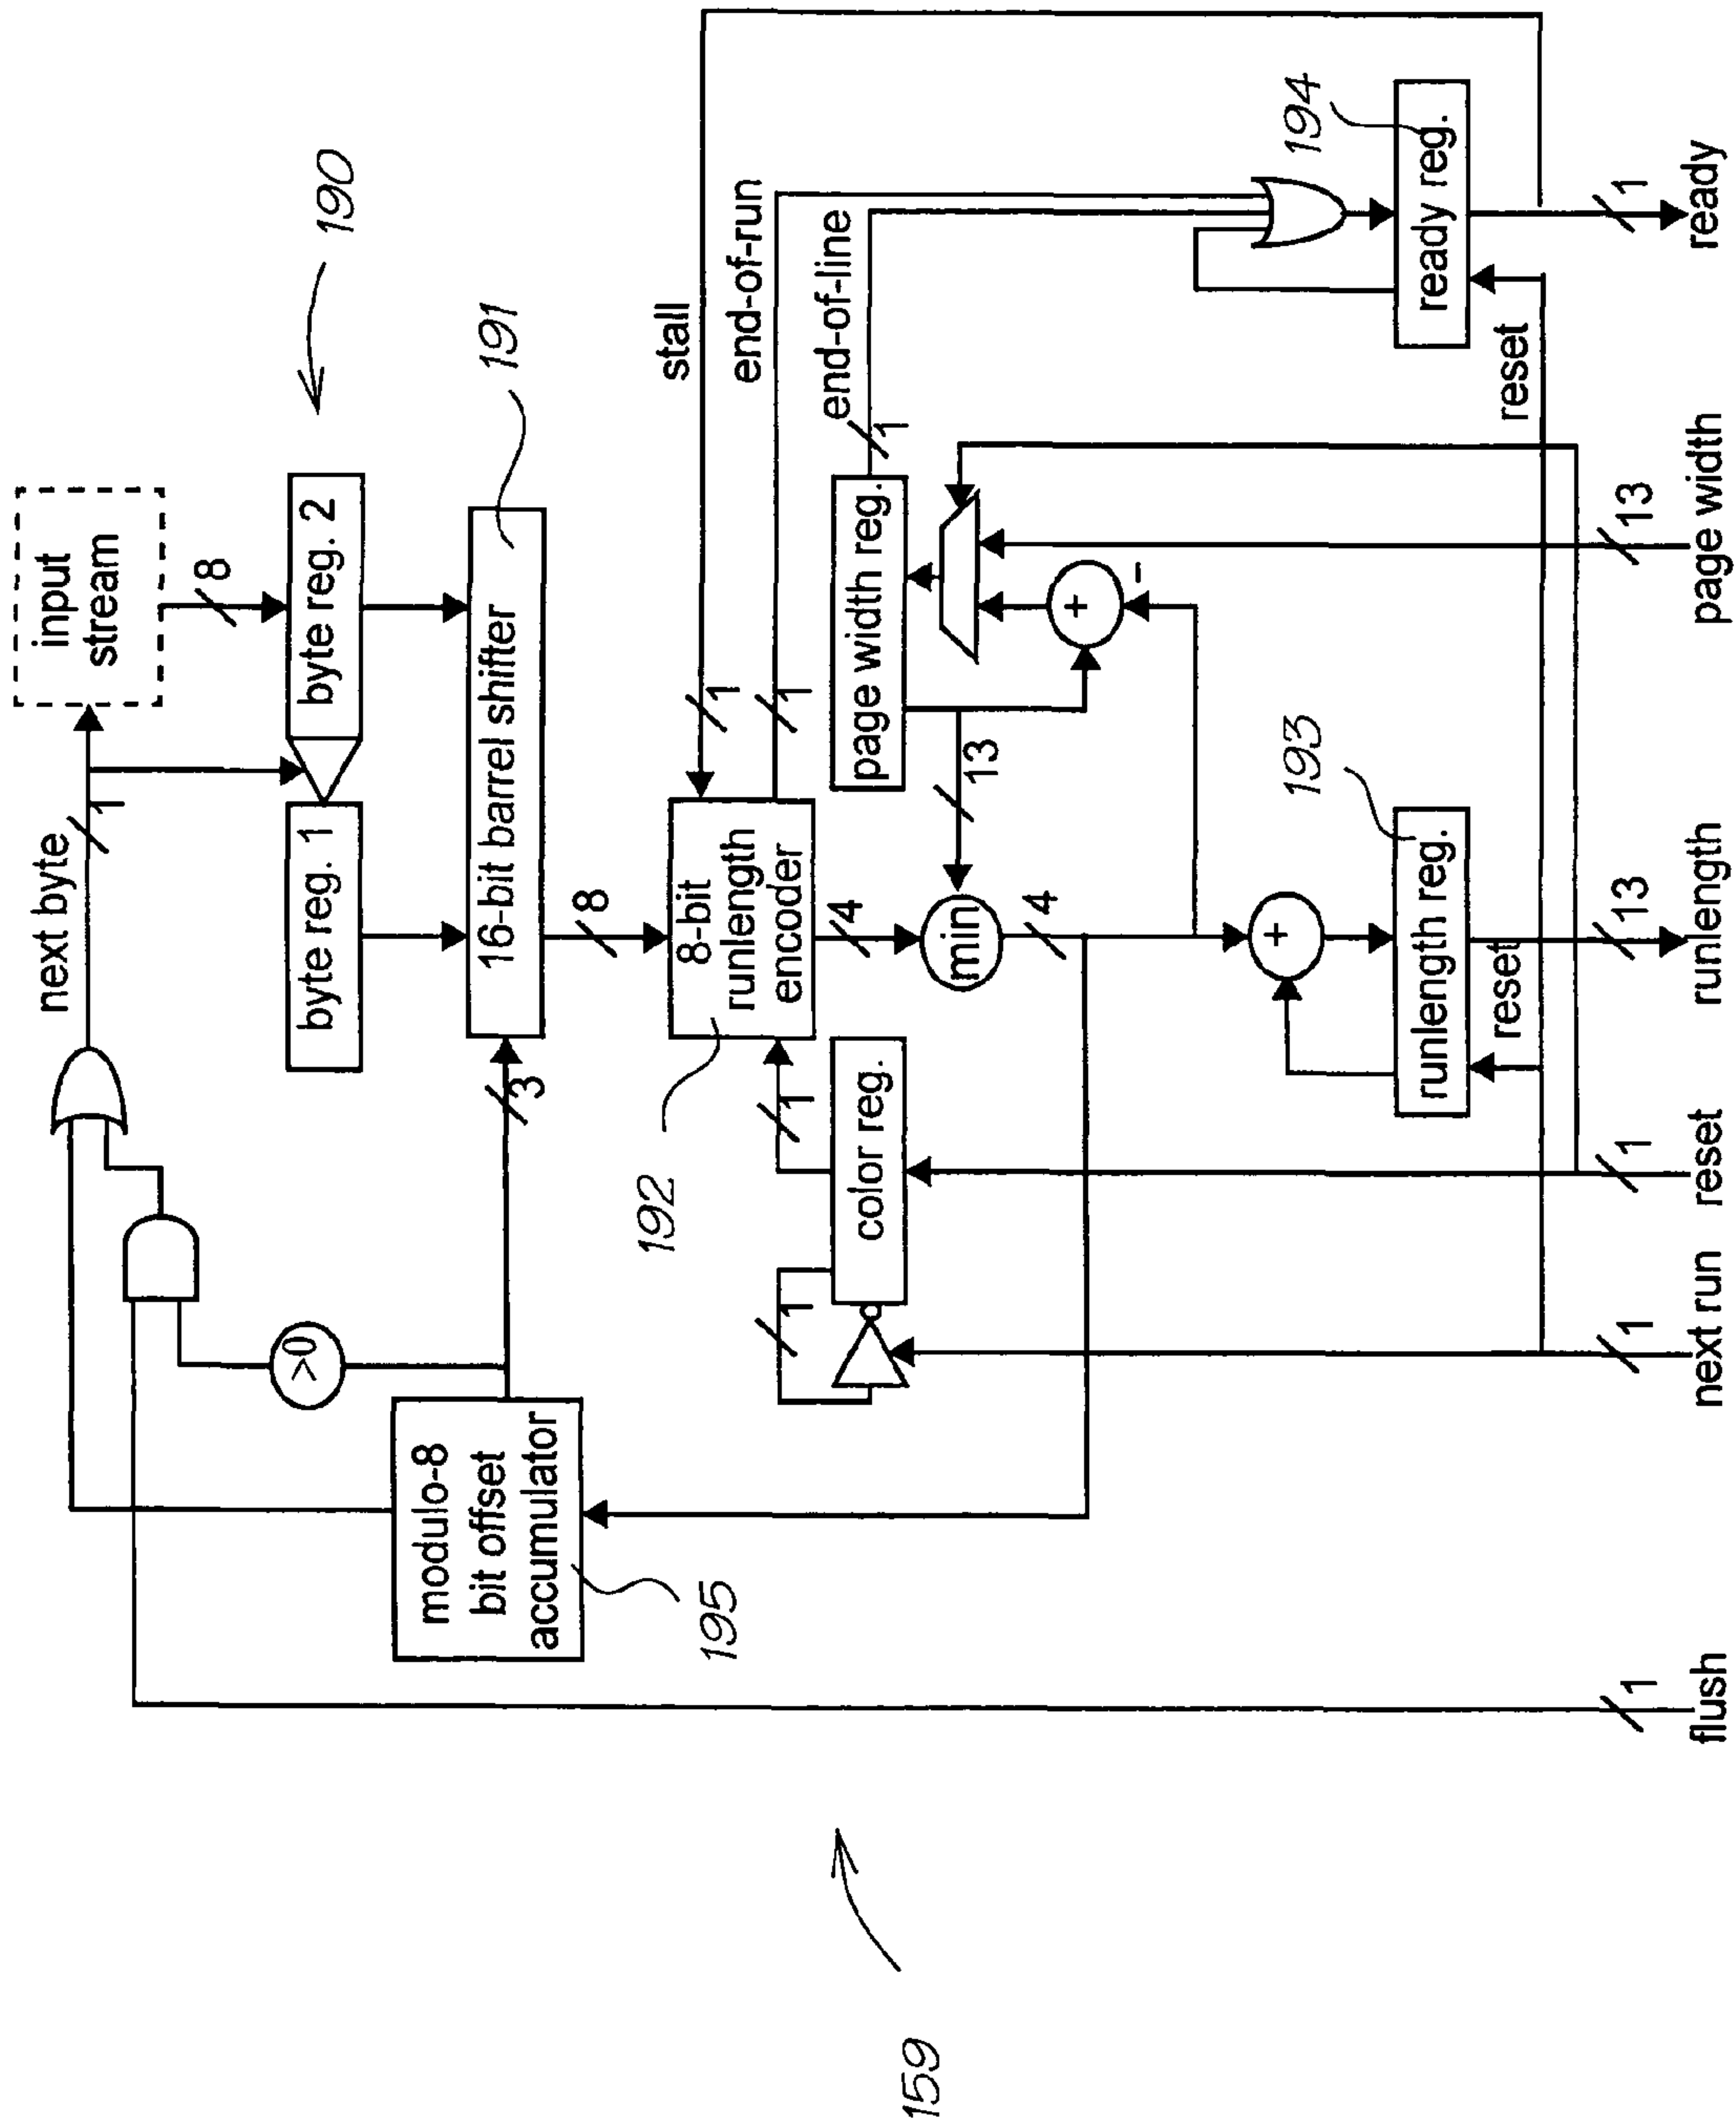 190
input
stream
next byte
1
8
byte reg. 1
byte reg. 2
191
16-bit barrel shifter
3
8
>0
modulo-8
bit offset
accumulator
195
stall
1
end-of-run
1
192
8-bit
runlength
encoder
4
1
color reg.
1
end-of-line
1
page width reg.
13
min
4
+
-
+
193
runlength reg.
reset
194
ready reg.
reset
1
flush
1
next run
1
reset
13
runlength
13
page width
1
ready
159